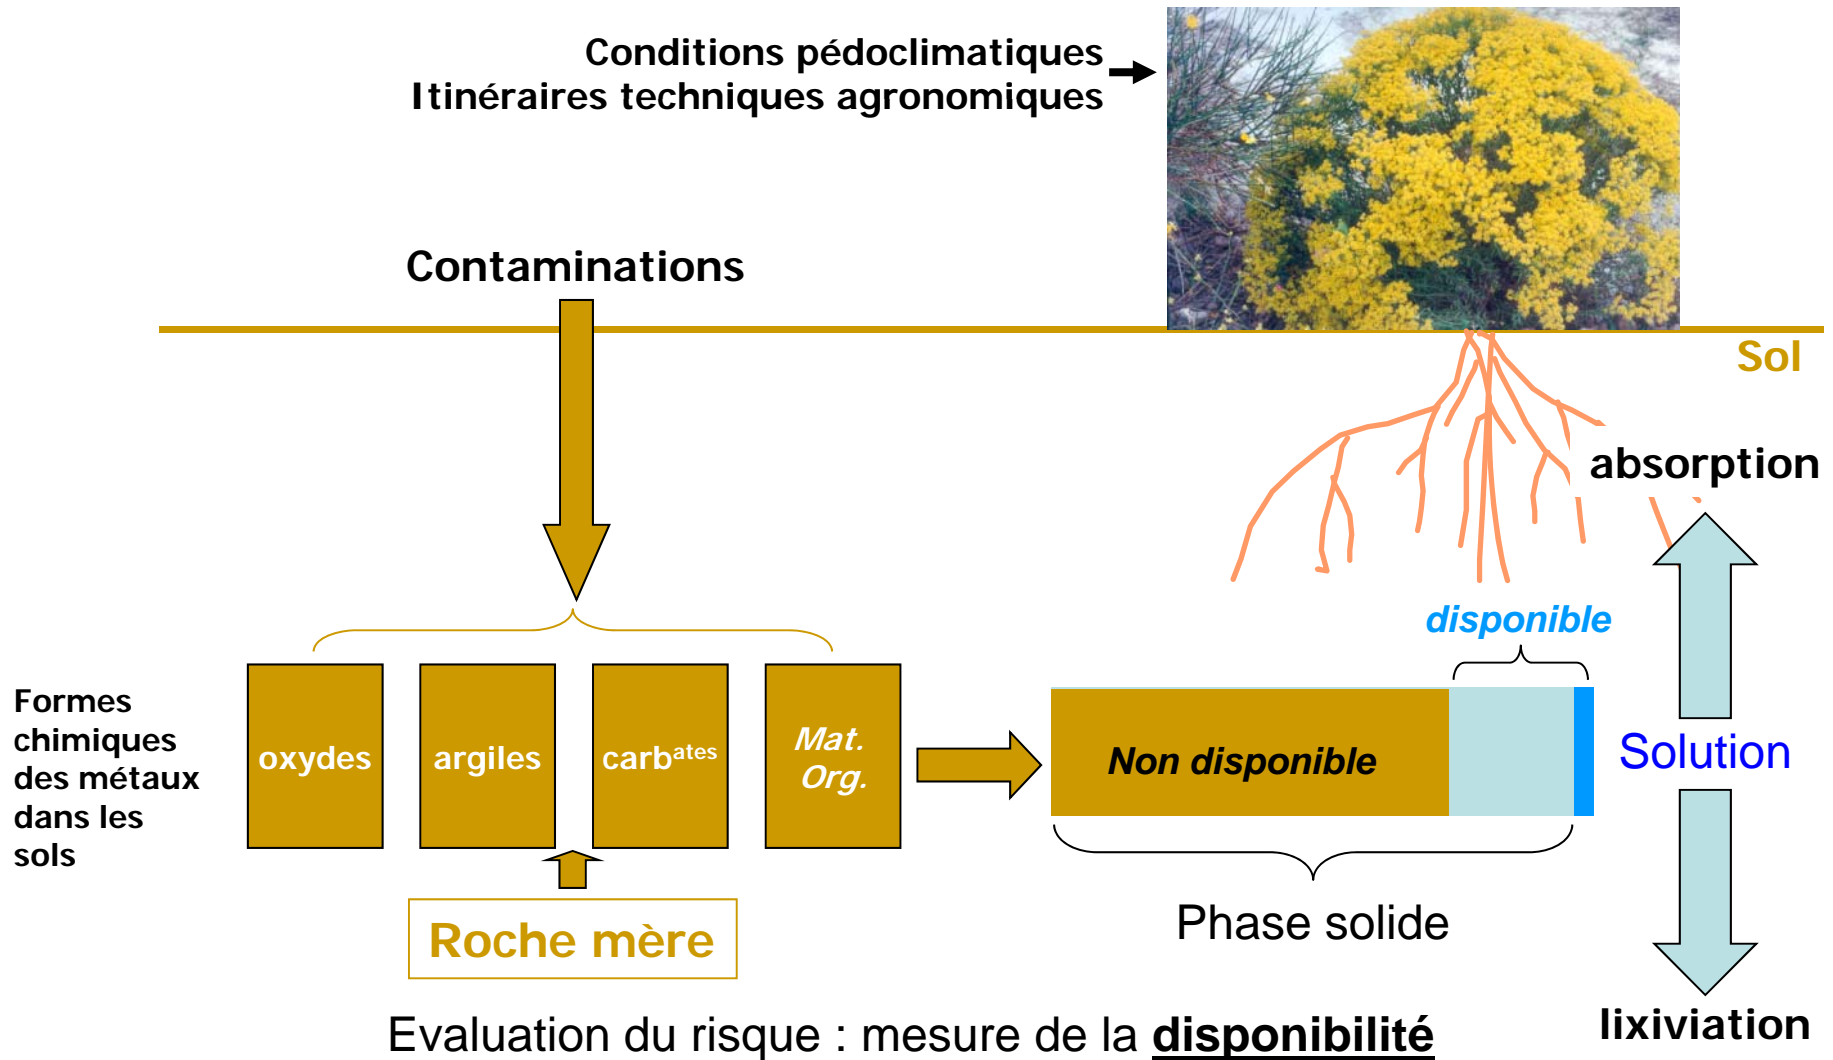 Conditions pédoclimatiques
Itinéraires techniques agronomiques
Contaminations
Sol
absorption
disponible
Formes
chimiques
des métaux
dans les
sols
oxydes
argiles
carbates
Mat.
Org.
Non disponible
Solution
Roche mère
Phase solide
lixiviation
Evaluation du risque : mesure de la disponibilité